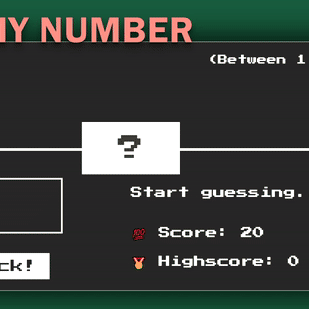 MY NUMBER
(Between 1
?
Start guessing.
💯 Score: 20
🥇 Highscore: 0
ck!